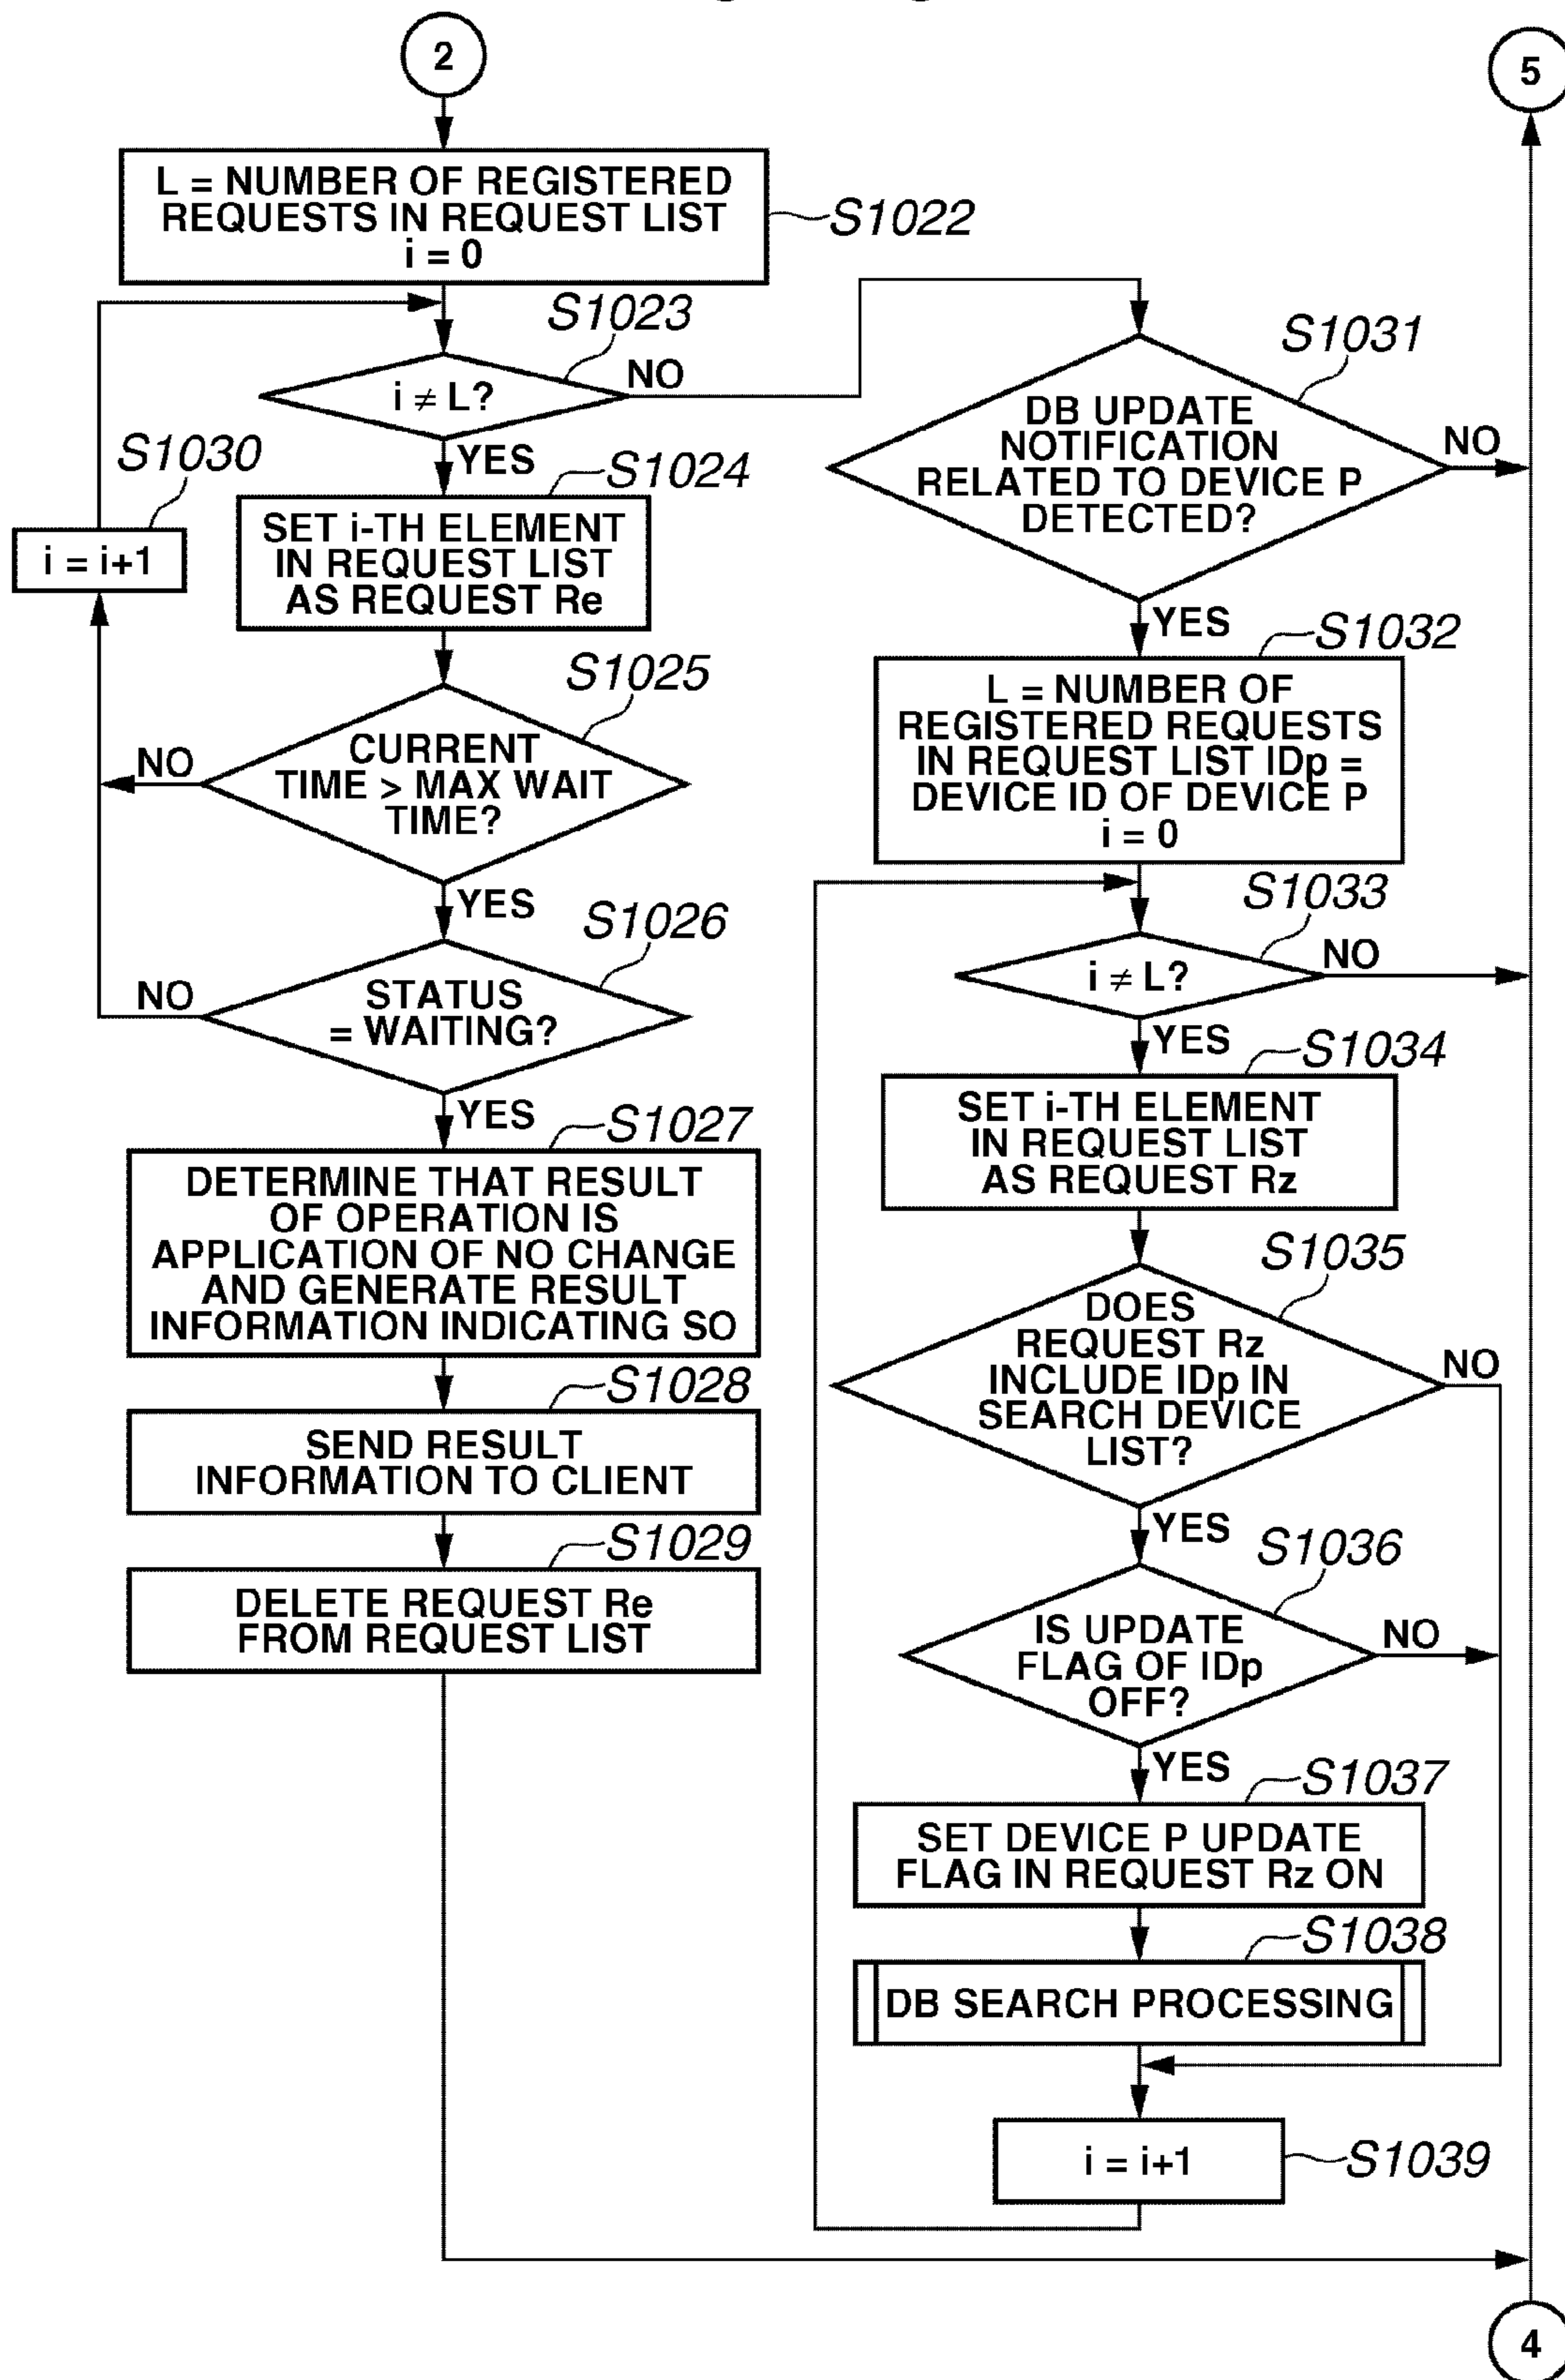 2
5
L = NUMBER OF REGISTERED
REQUESTS IN REQUEST LIST
i = 0
S1022
S1023
i ≠ L?
NO
YES
S1030
i = i+1
S1024
SET i-TH ELEMENT
IN REQUEST LIST
AS REQUEST Re
S1025
CURRENT
TIME > MAX WAIT
TIME?
NO
YES
S1026
STATUS
= WAITING?
NO
YES
S1027
DETERMINE THAT RESULT
OF OPERATION IS
APPLICATION OF NO CHANGE
AND GENERATE RESULT
INFORMATION INDICATING SO
S1028
SEND RESULT
INFORMATION TO CLIENT
S1029
DELETE REQUEST Re
FROM REQUEST LIST
S1031
DB UPDATE
NOTIFICATION
RELATED TO DEVICE P
DETECTED?
NO
YES
S1032
L = NUMBER OF
REGISTERED REQUESTS
IN REQUEST LIST IDp =
DEVICE ID OF DEVICE P
i = 0
S1033
i ≠ L?
NO
YES
S1034
SET i-TH ELEMENT
IN REQUEST LIST
AS REQUEST Rz
S1035
DOES
REQUEST Rz
INCLUDE IDp IN
SEARCH DEVICE
LIST?
NO
YES
S1036
IS UPDATE
FLAG OF IDp
OFF?
NO
YES
S1037
SET DEVICE P UPDATE
FLAG IN REQUEST Rz ON
S1038
DB SEARCH PROCESSING
i = i+1
S1039
4